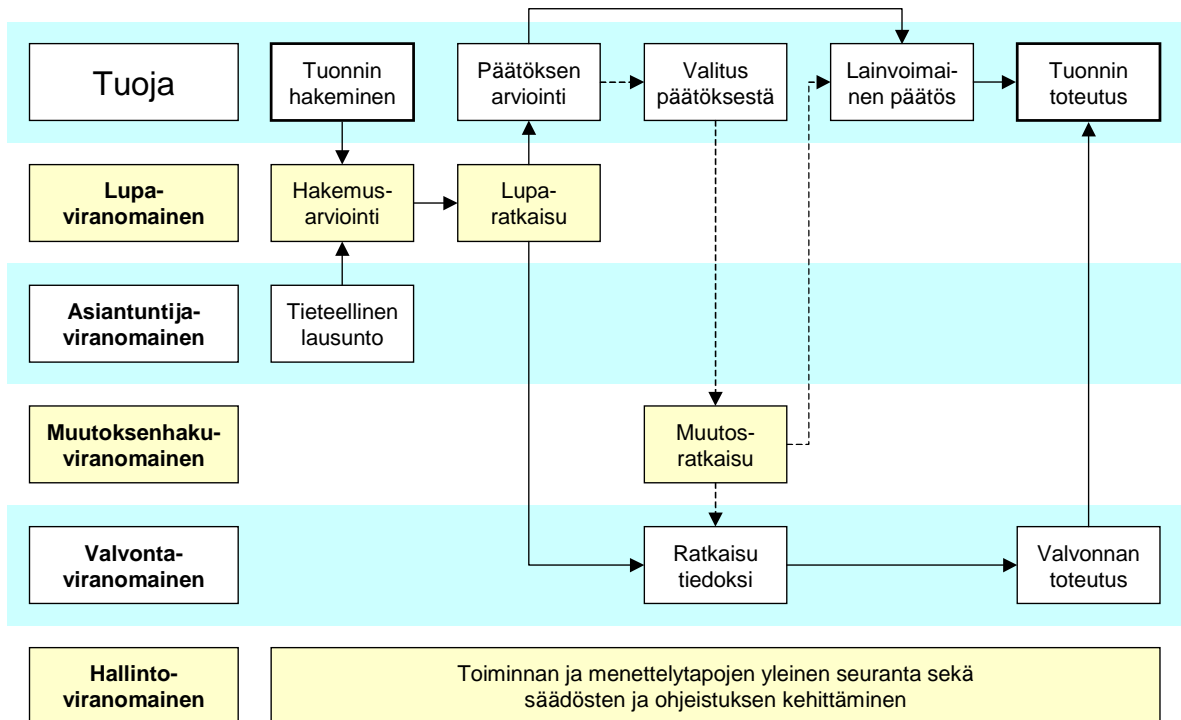 Tuoja
Tuonnin
hakeminen
Päätöksen
arviointi
Valitus
päätöksestä
Lainvoimai-
nen päätös
Tuonnin
toteutus
Lupa-
viranomainen
Hakemus-
arviointi
Lupa-
ratkaisu
Asiantuntija-
viranomainen
Tieteellinen
lausunto
Muutoksenhaku-
viranomainen
Muutos-
ratkaisu
Valvonta-
viranomainen
Ratkaisu
tiedoksi
Valvonnan
toteutus
Hallinto-
viranomainen
Toiminnan ja menettelytapojen yleinen seuranta sekä
säädösten ja ohjeistuksen kehittäminen